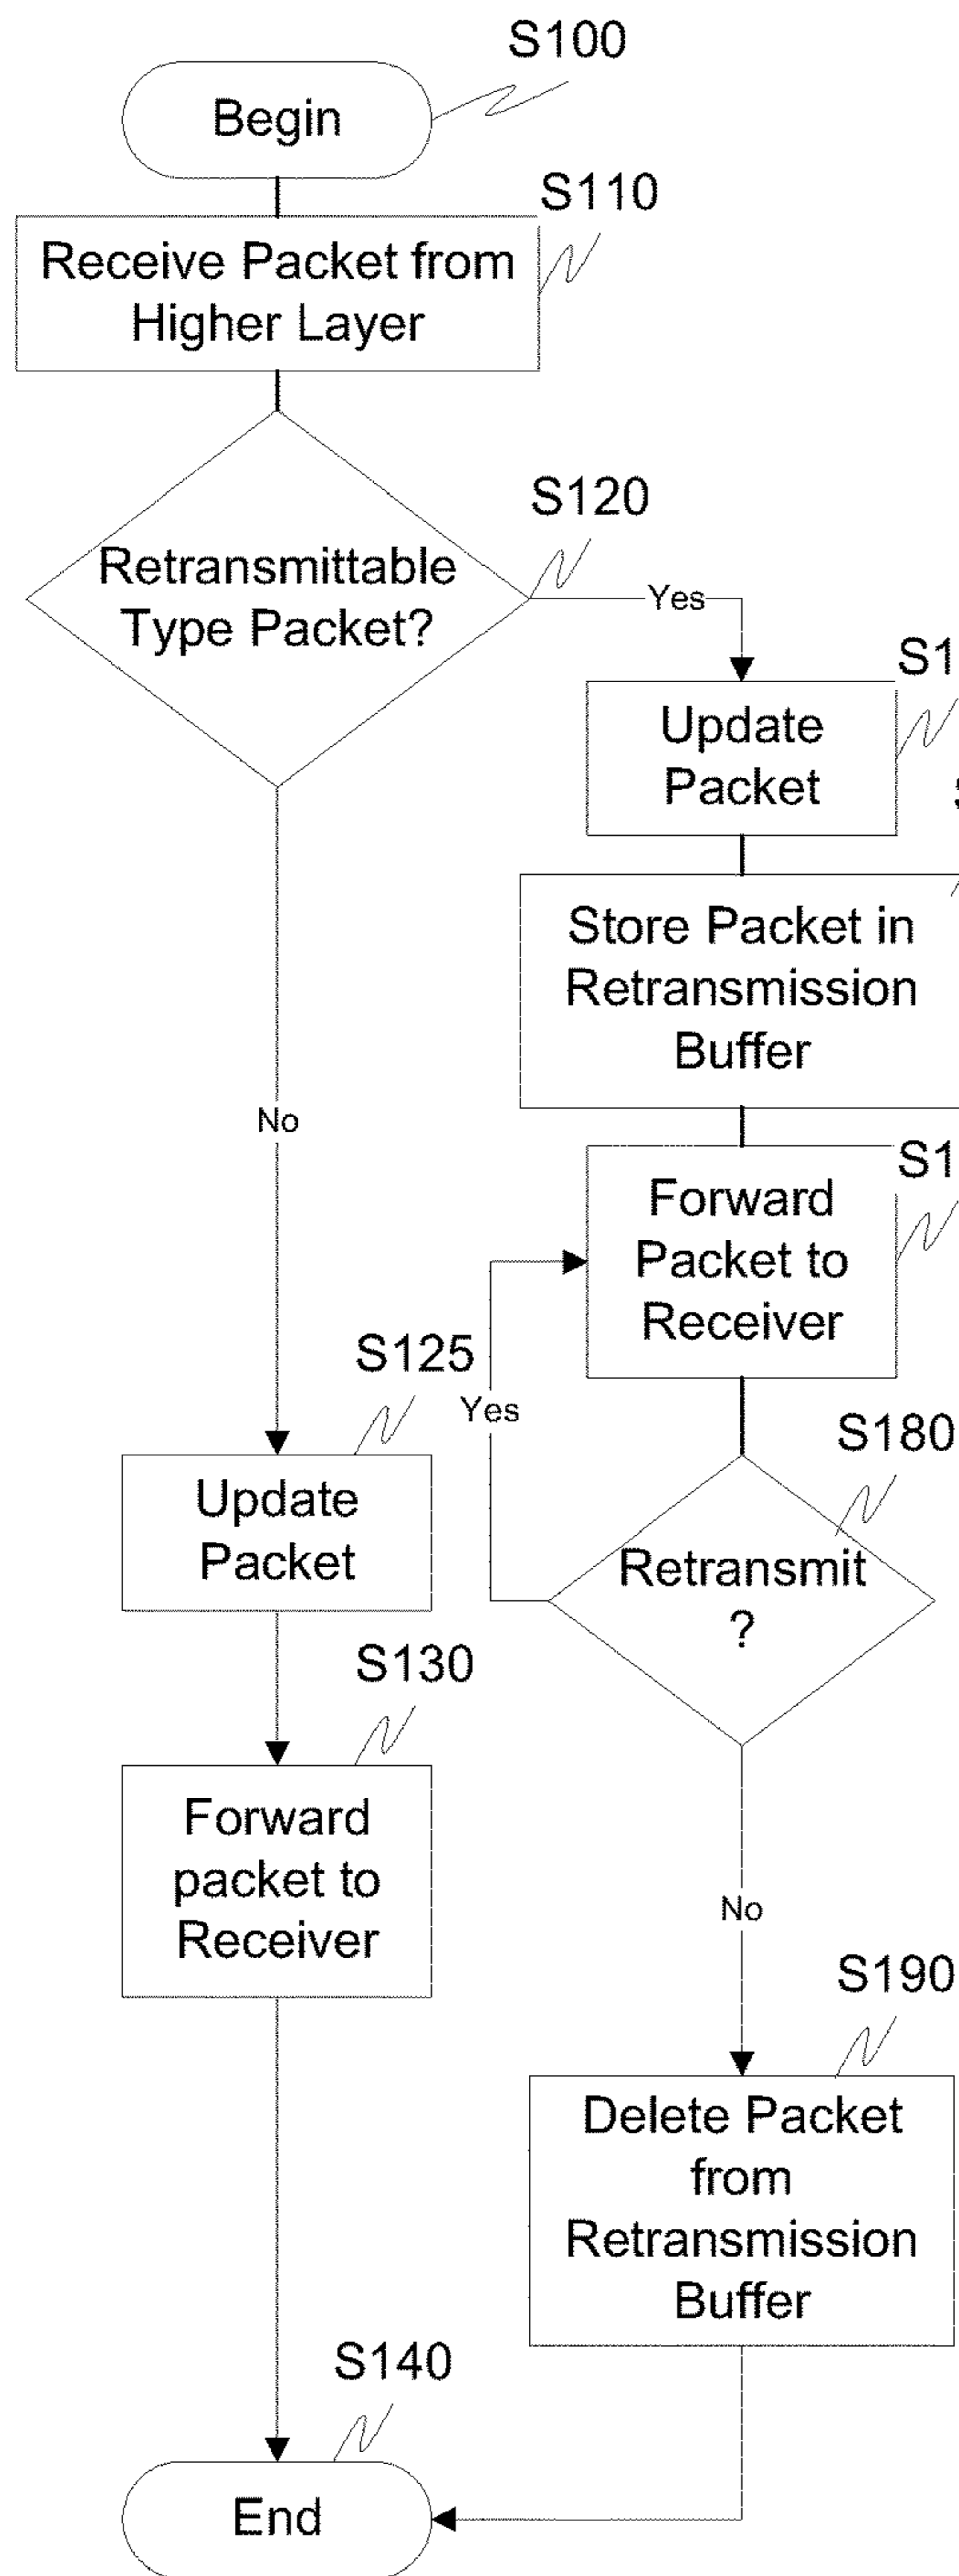 S100
Begin
S110
Receive Packet from
Higher Layer
S120
Retransmittable
Type Packet?
Yes
S1
Update
Packet
Store Packet in
Retransmission
Buffer
No
S1
Forward
Packet to
Receiver
S125
Yes
S180
Update
Packet
Retransmit
?
S130
Forward
packet to
Receiver
No
S190
Delete Packet
from
Retransmission
Buffer
S140
End